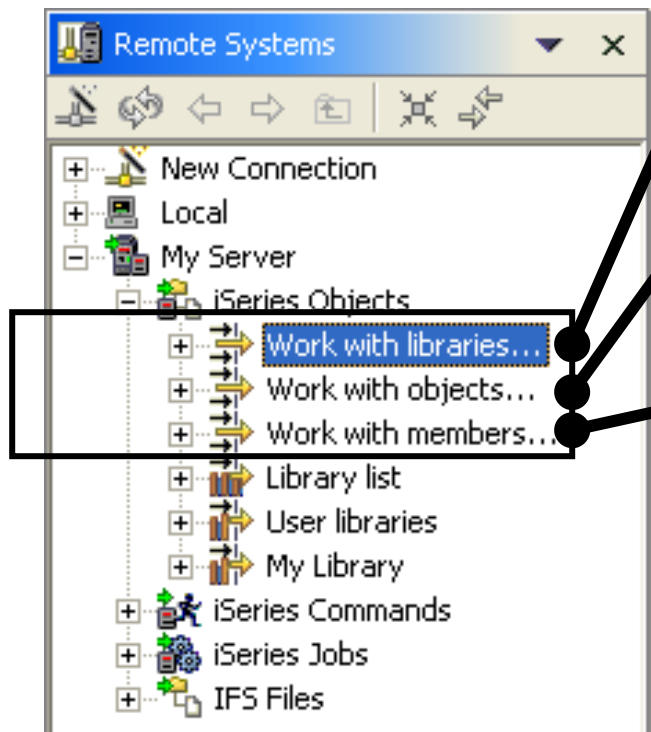 Remote Systems
New Connection
Local
My Server
iSeries Objects
Work with libraries...
Work with objects...
Work with members...
Library list
User libraries
My Library
iSeries Commands
iSeries Jobs
IFS Files